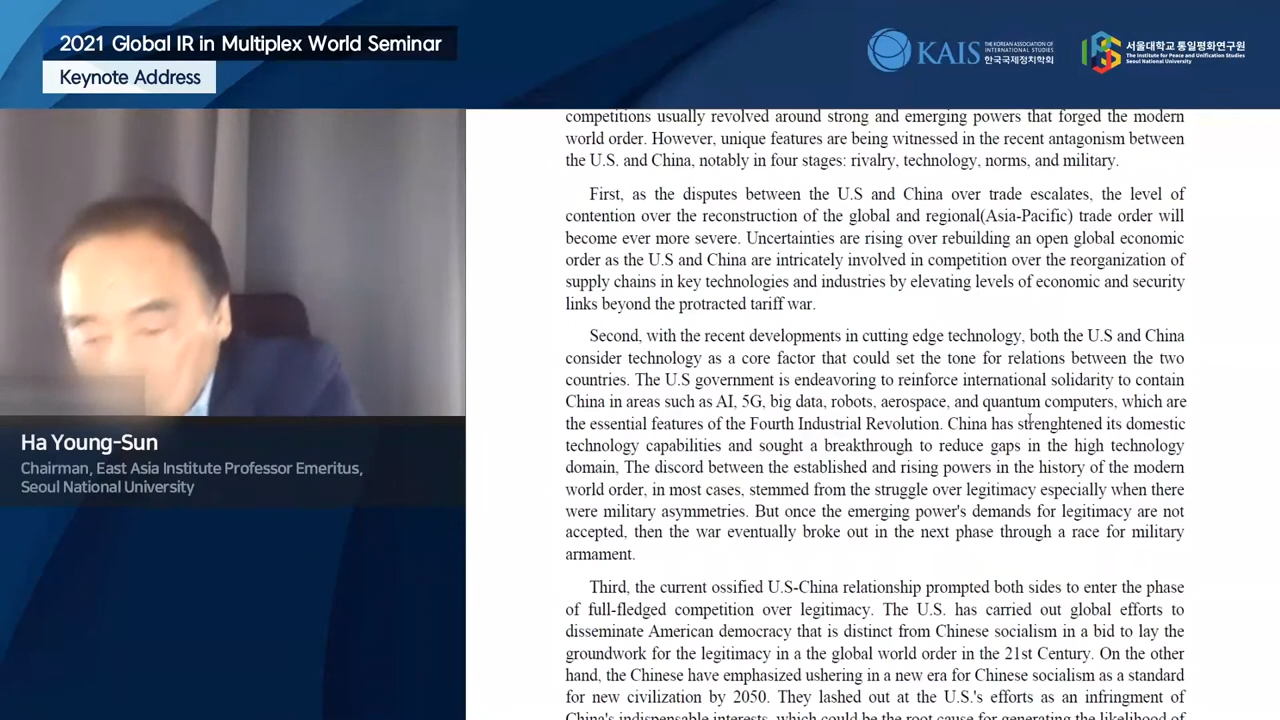 2021 Global IR in Multiplex World Seminar
Keynote Address
KAIS THE KOREAN ASSOCIATION OF INTERNATIONAL STUDIES 한국국제정치학회
서울대학교 통일평화연구원
The Institute for Peace and Unification Studies
Seoul National University
competitions usually revolved around strong and emerging powers that forged the modern
world order. However, unique features are being witnessed in the recent antagonism between
the U.S. and China, notably in four stages: rivalry, technology, norms, and military.
First, as the disputes between the U.S and China over trade escalates, the level of
contention over the reconstruction of the global and regional(Asia-Pacific) trade order will
become ever more severe. Uncertainties are rising over rebuilding an open global economic
order as the U.S and China are intricately involved in competition over the reorganization of
supply chains in key technologies and industries by elevating levels of economic and security
links beyond the protracted tariff war.
Second, with the recent developments in cutting edge technology, both the U.S and China
consider technology as a core factor that could set the tone for relations between the two
countries. The U.S government is endeavoring to reinforce international solidarity to contain
China in areas such as AI, 5G, big data, robots, aerospace, and quantum computers, which are
the essential features of the Fourth Industrial Revolution. China has strenghtened its domestic
technology capabilities and sought a breakthrough to reduce gaps in the high technology
domain, The discord between the established and rising powers in the history of the modern
world order, in most cases, stemmed from the struggle over legitimacy especially when there
were military asymmetries. But once the emerging power's demands for legitimacy are not
accepted, then the war eventually broke out in the next phase through a race for military
armament.
Third, the current ossified U.S-China relationship prompted both sides to enter the phase
of full-fledged competition over legitimacy. The U.S. has carried out global efforts to
disseminate American democracy that is distinct from Chinese socialism in a bid to lay the
groundwork for the legitimacy in a the global world order in the 21st Century. On the other
hand, the Chinese have emphasized ushering in a new era for Chinese socialism as a standard
for new civilization by 2050. They lashed out at the U.S.'s efforts as an infringment of
China's indispensable interests, which could be the root cause for generating the likelihood of
Ha Young-Sun
Chairman, East Asia Institute Professor Emeritus,
Seoul National University